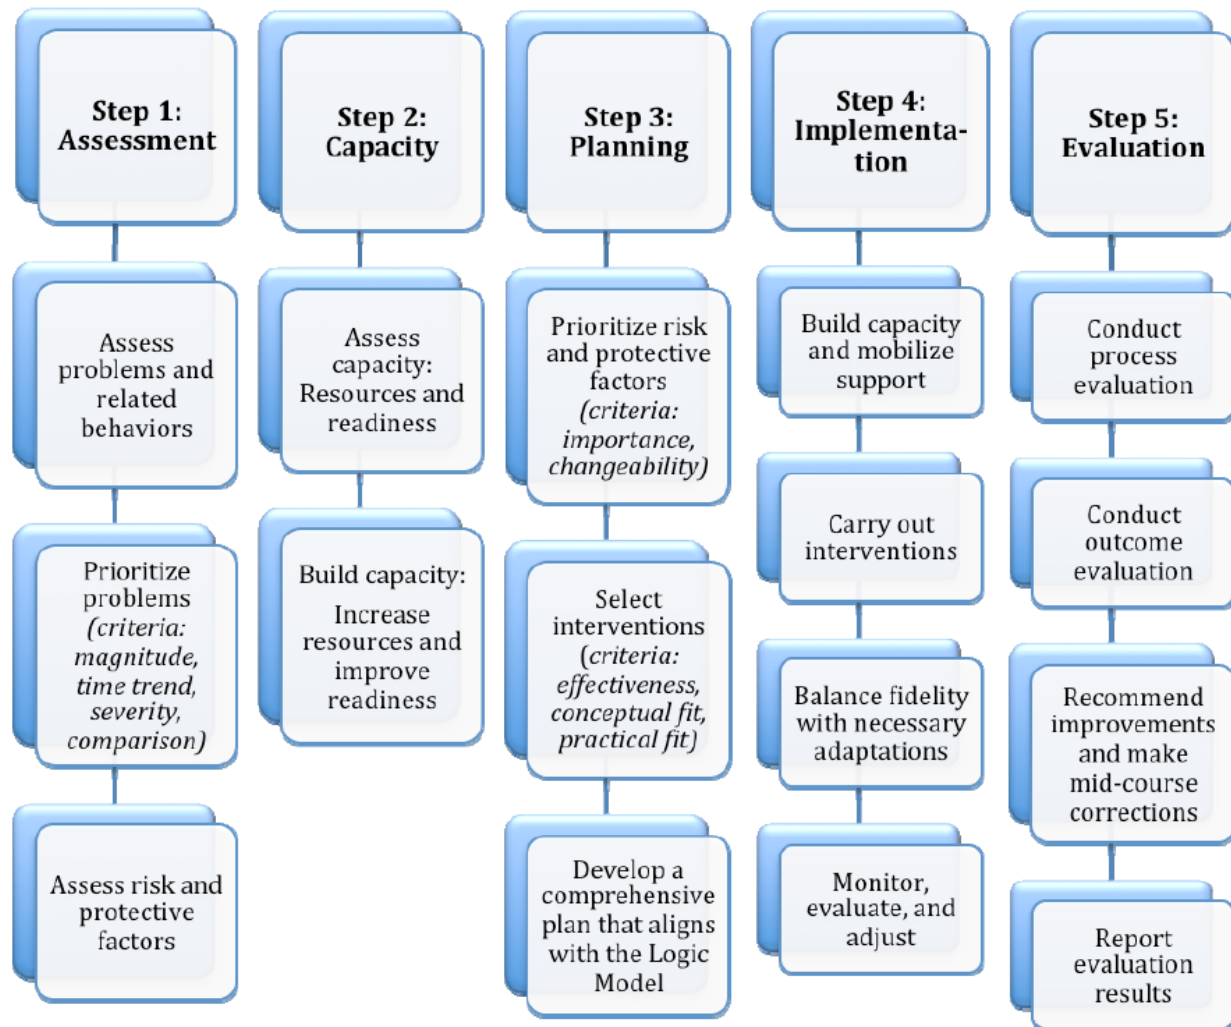 Step 1:
Assessment
Assess
problems and
related
behaviors
Prioritize
problems
(criteria:
magnitude,
time trend,
severity,
comparison)
Assess risk and
protective
factors
Step 2:
Capacity
Assess
capacity:
Resources and
readiness
Build capacity:
Increase
resources and
improve
readiness
Step 3:
Planning
Prioritize risk
and protective
factors
(criteria:
importance,
changeability)
Select
interventions
(criteria:
effectiveness,
conceptual fit,
practical fit)
Develop a
comprehensive
plan that aligns
with the Logic
Model
Step 4:
Implementa-
tion
Build capacity
and mobilize
support
Carry out
interventions
Balance fidelity
with necessary
adaptations
Monitor,
evaluate, and
adjust
Step 5:
Evaluation
Conduct
process
evaluation
Conduct
outcome
evaluation
Recommend
improvements
and make
mid-course
corrections
Report
evaluation
results